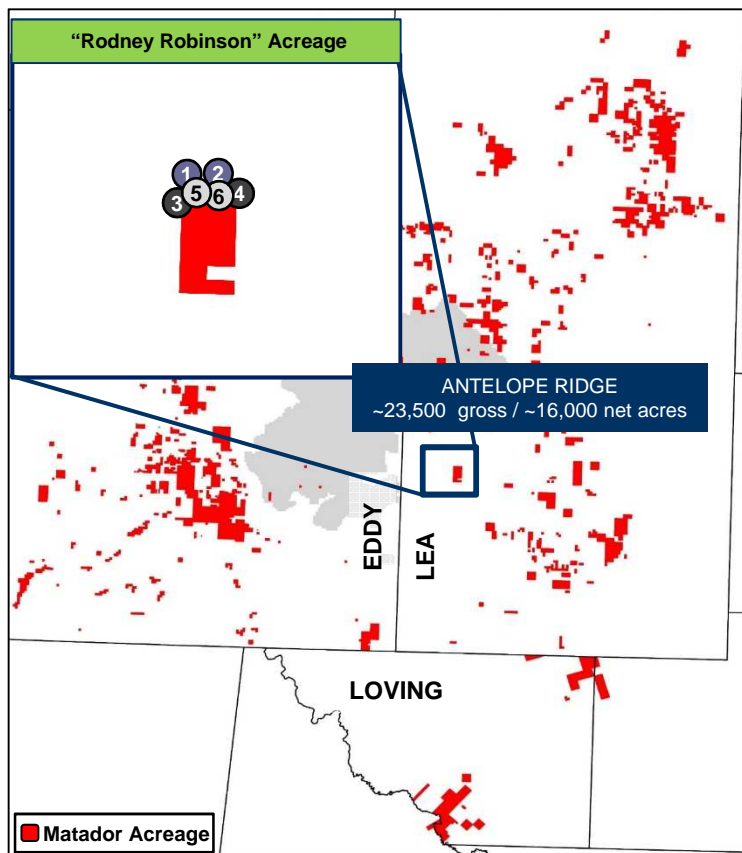 “Rodney Robinson” Acreage
1
2
3
5
6
4
ANTELOPE RIDGE
~23,500 gross / ~16,000 net acres
EDDY
LEA
LOVING
Matador Acreage